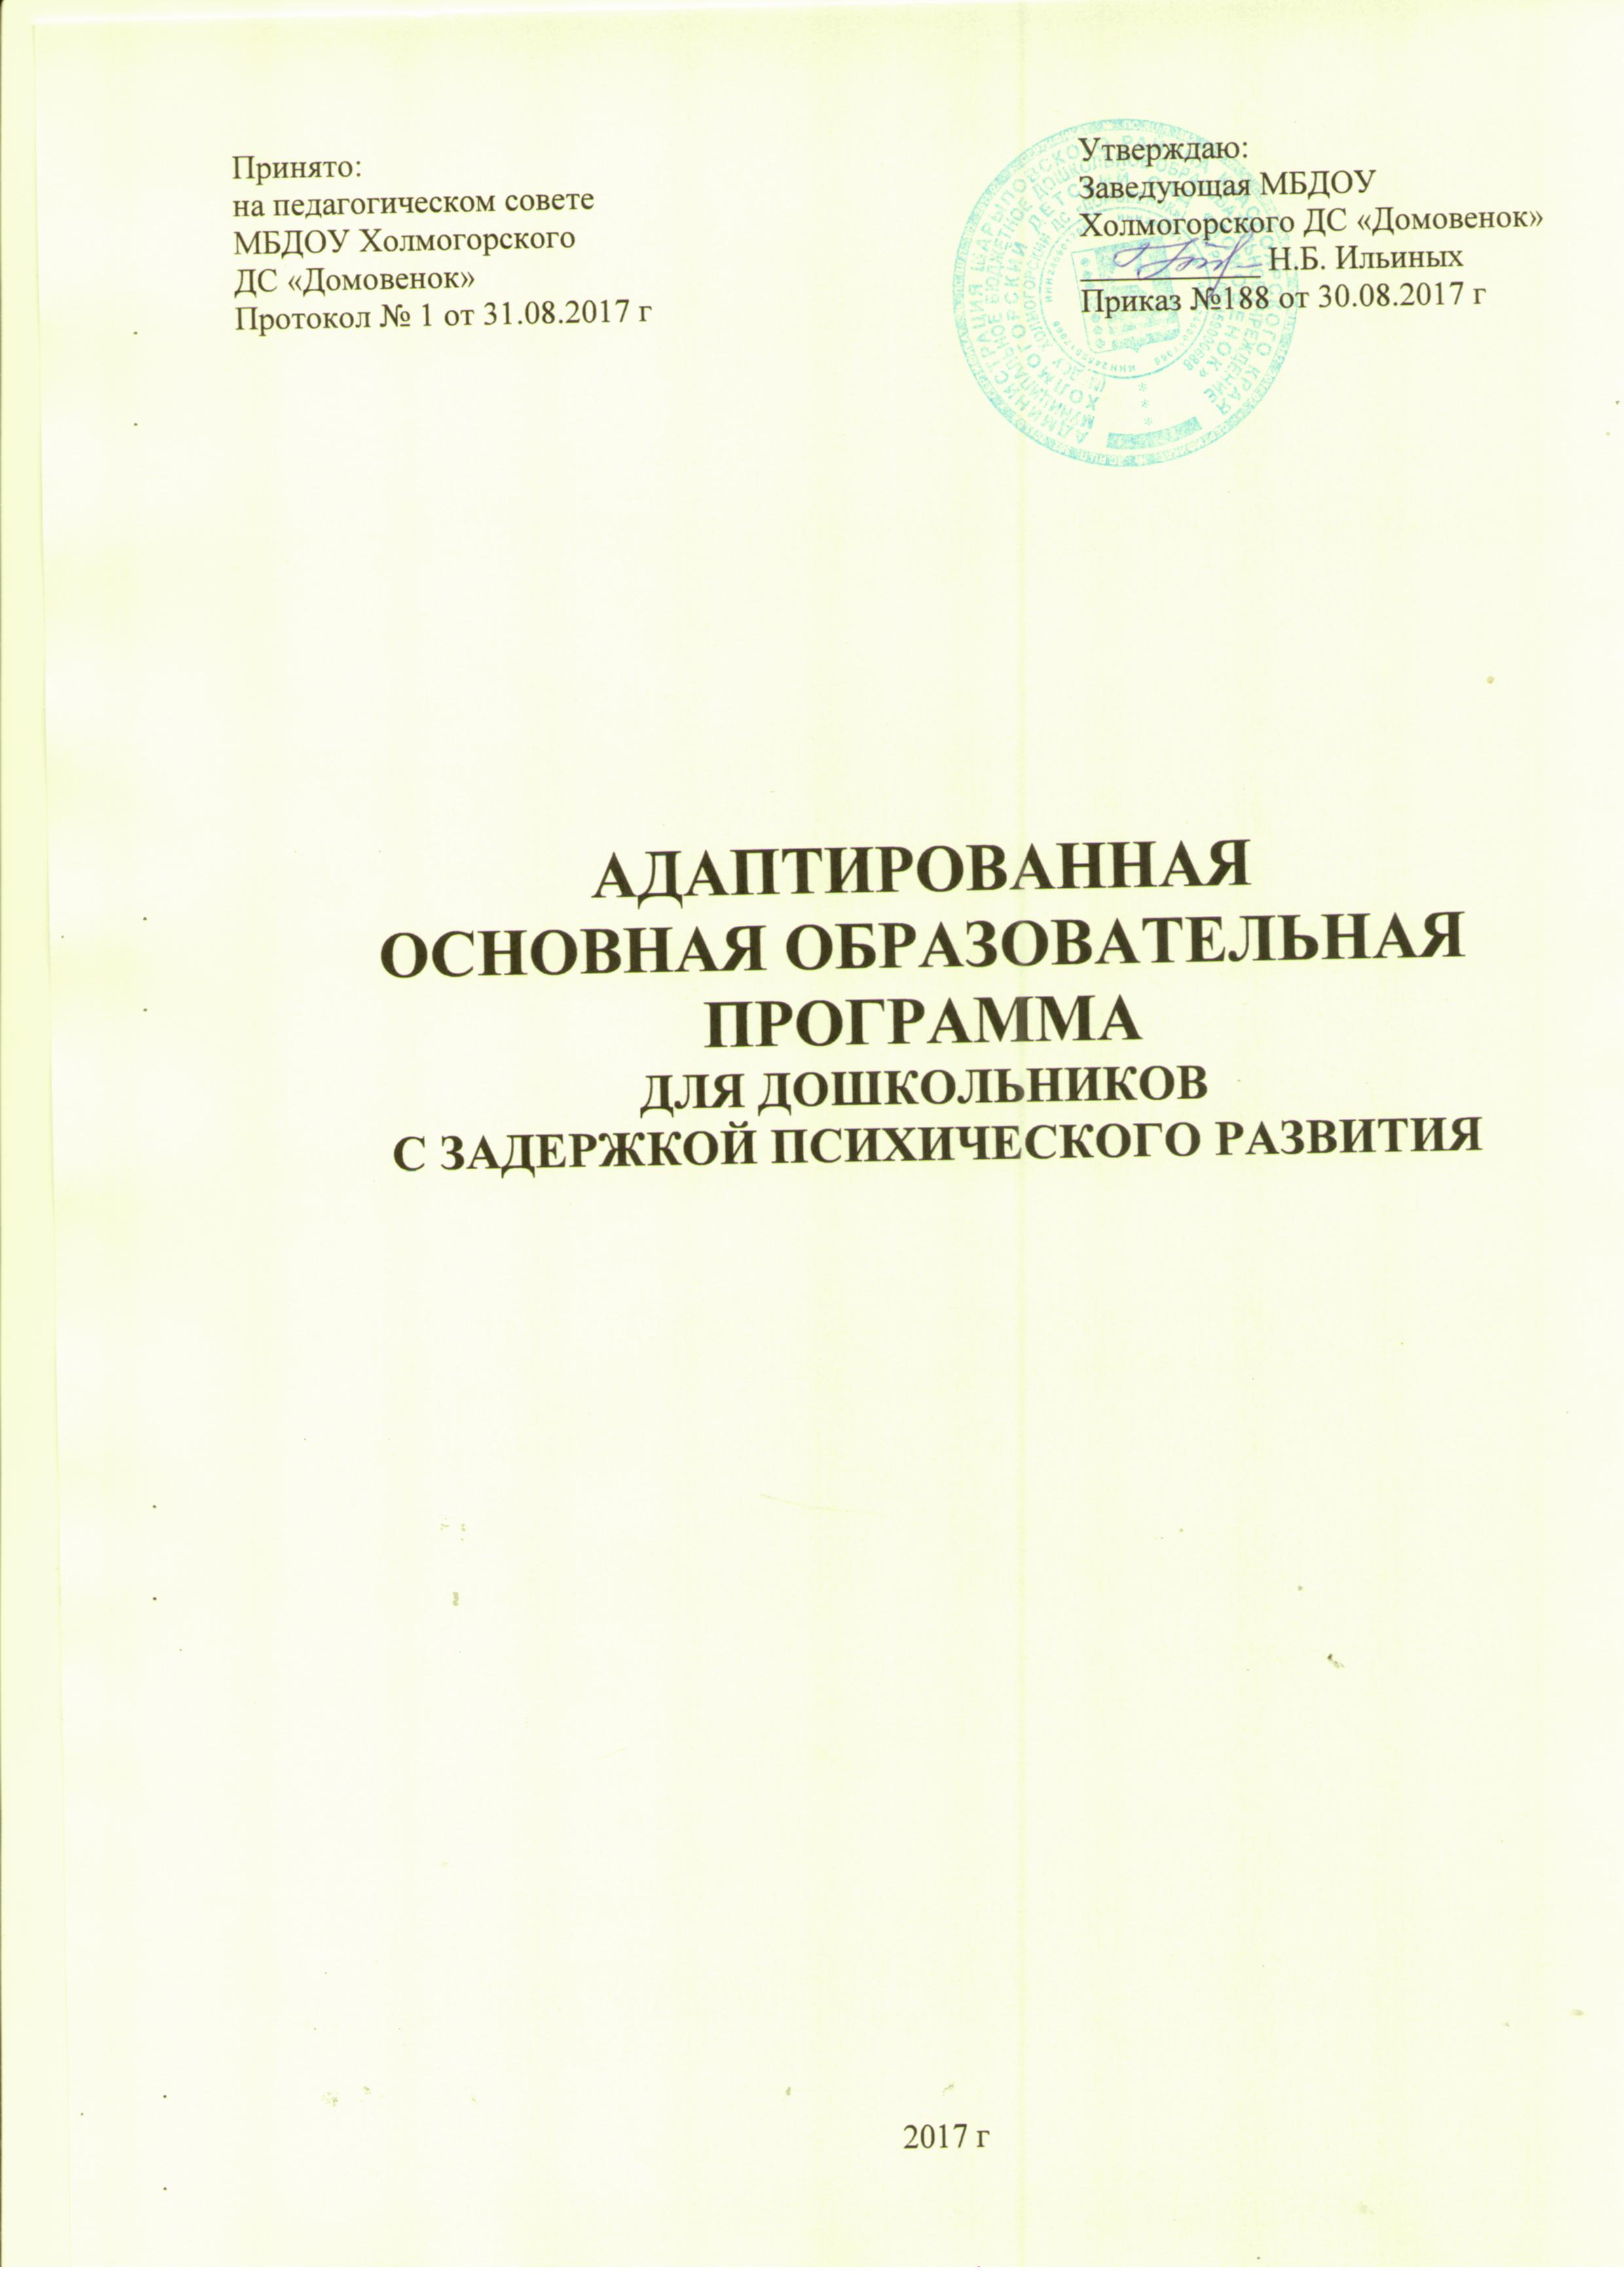 Принято:
на педагогическом совете
МБДОУ Холмогорского
ДС «Домовенок»
Протокол № 1 от 31.08.2017 г
Утверждаю:
Заведующая МБДОУ
Холмогорского ДС «Домовенок»
Н.Б. Ильиных
Приказ №188 от 30.08.2017 г
АДАПТИРОВАННАЯ
ОСНОВНАЯ ОБРАЗОВАТЕЛЬНАЯ
ПРОГРАММА
ДЛЯ ДОШКОЛЬНИКОВ
С ЗАДЕРЖКОЙ ПСИХИЧЕСКОГО РАЗВИТИЯ
2017 г